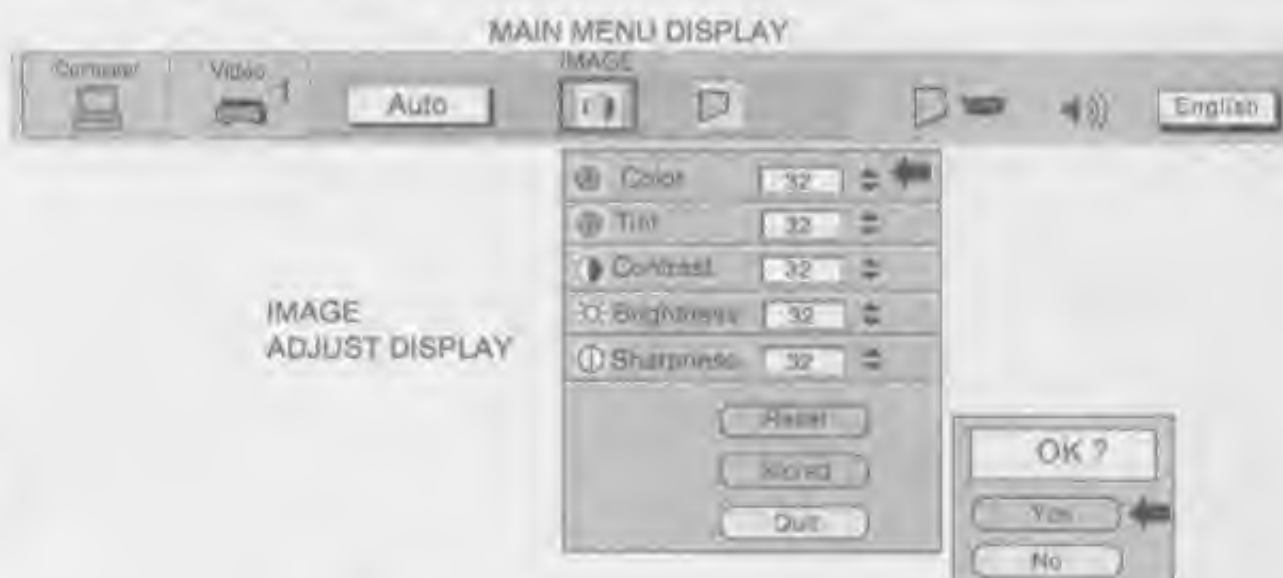 MAIN MENU DISPLAY
Computer Video Auto IMAGE English
Color 32
Tint 32
Contrast 32
IMAGE
ADJUST DISPLAY
Brightness 32
Sharpness 32
Reset
Stored
Quit
OK ?
Yes
No